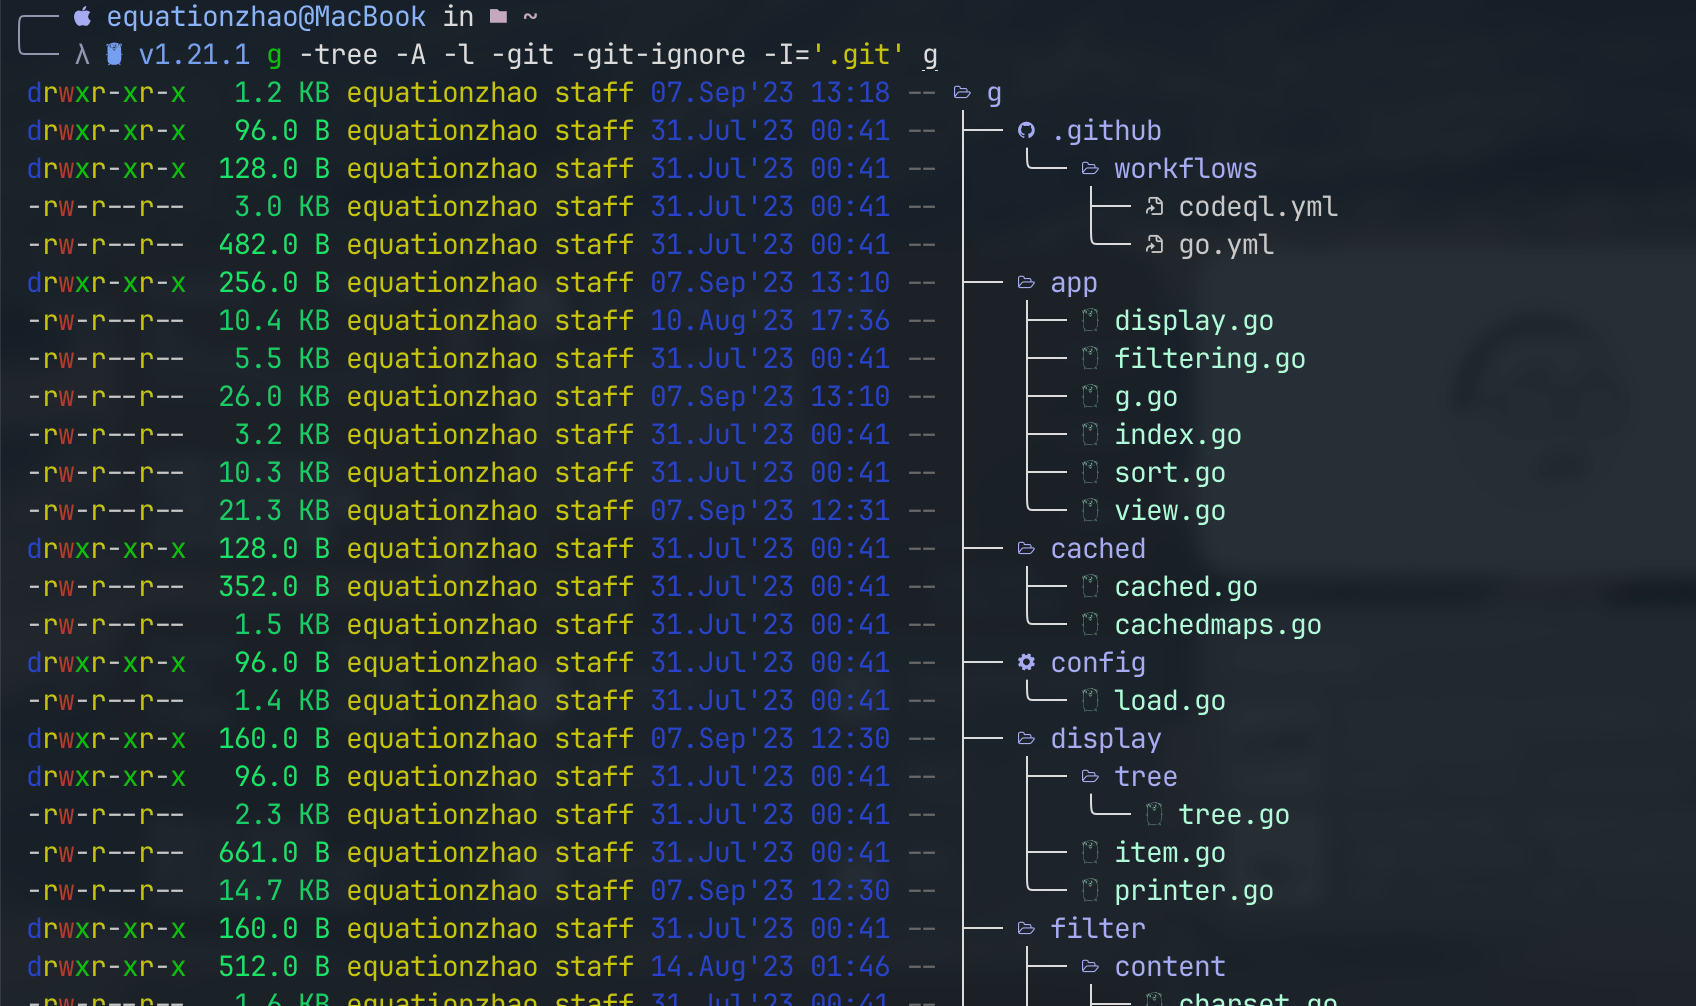 equationzhao@MacBook in ~
λ v1.21.1 g -tree -A -l -git -git-ignore -I='.git' g
drwxr-xr-x 1.2 KB equationzhao staff 07.Sep'23 13:18 -- g
drwxr-xr-x 96.0 B equationzhao staff 31.Jul'23 00:41 -- ├── .github
drwxr-xr-x 128.0 B equationzhao staff 31.Jul'23 00:41 -- │ └── workflows
-rw-r--r-- 3.0 KB equationzhao staff 31.Jul'23 00:41 -- │ ├── codeql.yml
-rw-r--r-- 482.0 B equationzhao staff 31.Jul'23 00:41 -- │ └── go.yml
drwxr-xr-x 256.0 B equationzhao staff 07.Sep'23 13:10 -- ├── app
-rw-r--r-- 10.4 KB equationzhao staff 10.Aug'23 17:36 -- │ ├── display.go
-rw-r--r-- 5.5 KB equationzhao staff 31.Jul'23 00:41 -- │ ├── filtering.go
-rw-r--r-- 26.0 KB equationzhao staff 07.Sep'23 13:10 -- │ ├── g.go
-rw-r--r-- 3.2 KB equationzhao staff 31.Jul'23 00:41 -- │ ├── index.go
-rw-r--r-- 10.3 KB equationzhao staff 31.Jul'23 00:41 -- │ ├── sort.go
-rw-r--r-- 21.3 KB equationzhao staff 07.Sep'23 12:31 -- │ └── view.go
drwxr-xr-x 128.0 B equationzhao staff 31.Jul'23 00:41 -- ├── cached
-rw-r--r-- 352.0 B equationzhao staff 31.Jul'23 00:41 -- │ ├── cached.go
-rw-r--r-- 1.5 KB equationzhao staff 31.Jul'23 00:41 -- │ └── cachedmaps.go
drwxr-xr-x 96.0 B equationzhao staff 31.Jul'23 00:41 -- ├── config
-rw-r--r-- 1.4 KB equationzhao staff 31.Jul'23 00:41 -- │ └── load.go
drwxr-xr-x 160.0 B equationzhao staff 07.Sep'23 12:30 -- ├── display
drwxr-xr-x 96.0 B equationzhao staff 31.Jul'23 00:41 -- │ ├── tree
-rw-r--r-- 2.3 KB equationzhao staff 31.Jul'23 00:41 -- │ │ └── tree.go
-rw-r--r-- 661.0 B equationzhao staff 31.Jul'23 00:41 -- │ ├── item.go
-rw-r--r-- 14.7 KB equationzhao staff 07.Sep'23 12:30 -- │ └── printer.go
drwxr-xr-x 160.0 B equationzhao staff 31.Jul'23 00:41 -- ├── filter
drwxr-xr-x 512.0 B equationzhao staff 14.Aug'23 01:46 -- │ ├── content
-rw-r--r-- 1.6 KB equationzhao staff 31.Jul'23 00:41 -- │ │ ├── charset.go